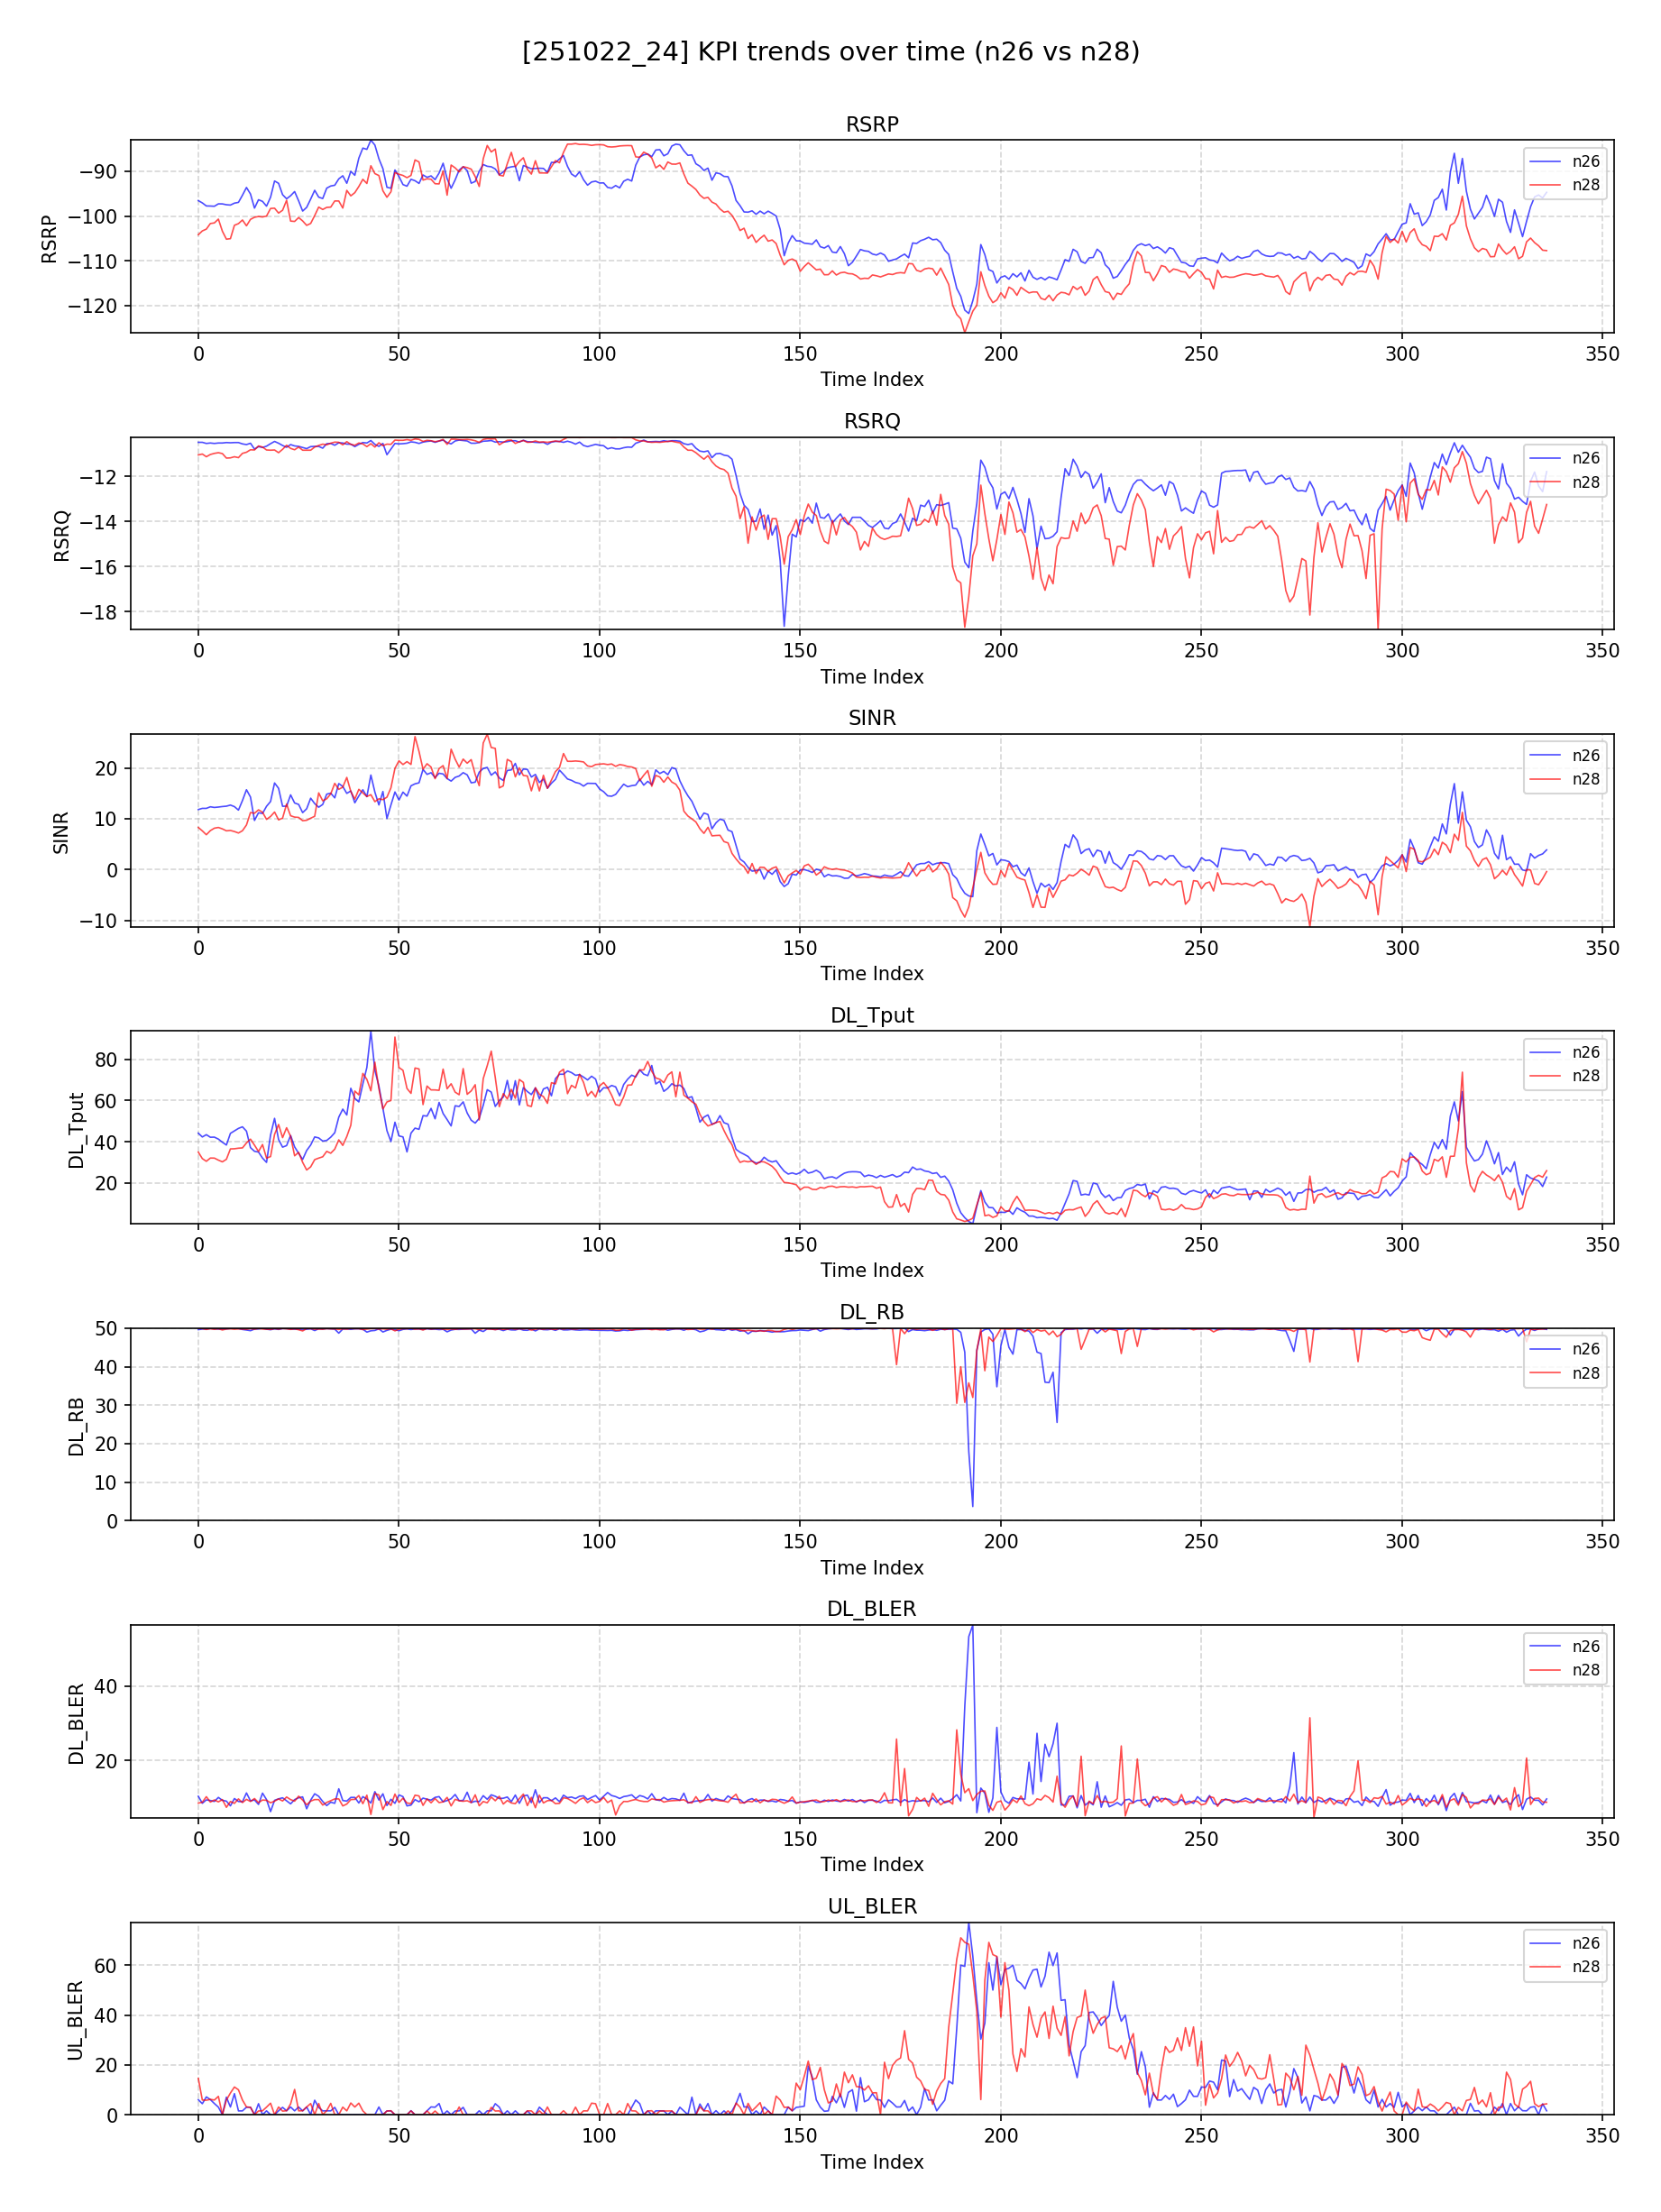 [251022_24] KPI trends over time (n26 vs n28)
RSRP
−90
−100
−110
−120
RSRP
n26
n28
0 50 100 150 200 250 300 350
Time Index
RSRQ
−12
−14
−16
−18
RSRQ
n26
n28
0 50 100 150 200 250 300 350
Time Index
SINR
20
10
0
−10
SINR
n26
n28
0 50 100 150 200 250 300 350
Time Index
DL_Tput
80
60
40
20
DL_Tput
n26
n28
0 50 100 150 200 250 300 350
Time Index
DL_RB
50
40
30
20
10
0
DL_RB
n26
n28
0 50 100 150 200 250 300 350
Time Index
DL_BLER
40
20
DL_BLER
n26
n28
0 50 100 150 200 250 300 350
Time Index
UL_BLER
60
40
20
0
UL_BLER
n26
n28
0 50 100 150 200 250 300 350
Time Index